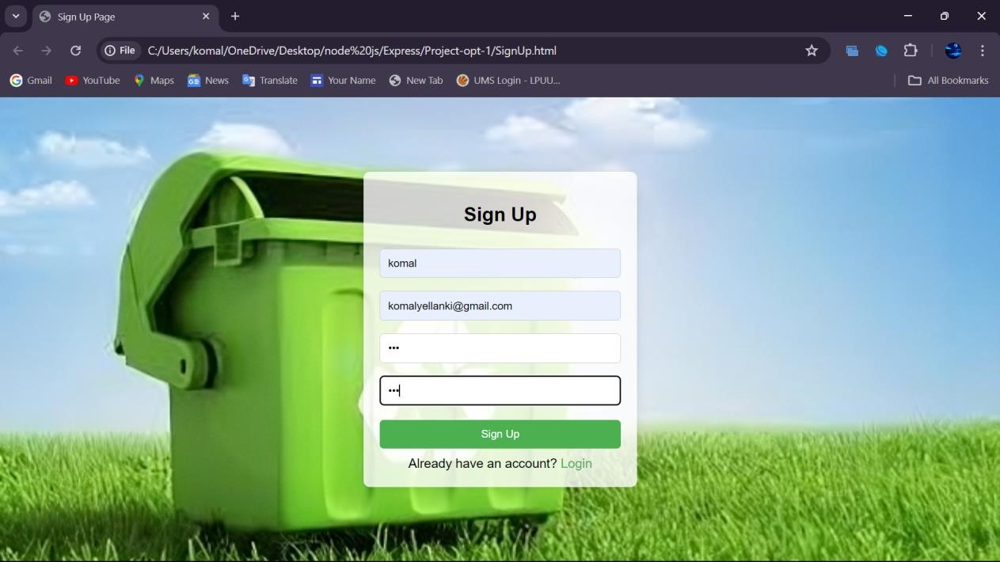 Sign Up Page
File C:/Users/komal/OneDrive/Desktop/node%20js/Express/Project-opt-1/SignUp.html
Gmail YouTube Maps News Translate Your Name New Tab UMS Login - LPUU... All Bookmarks
Sign Up
komal
komalyellanki@gmail.com
•••
•••
Sign Up
Already have an account? Login